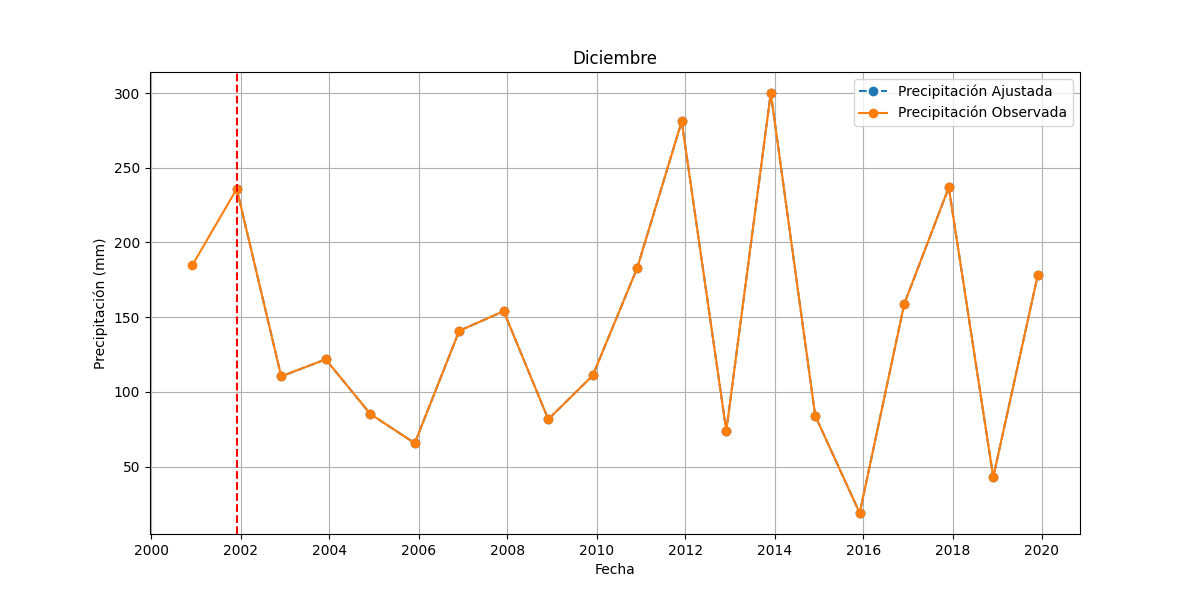 Diciembre
Precipitación Ajustada
Precipitación Observada
Precipitación (mm)
300
250
200
150
100
50
2000 2002 2004 2006 2008 2010 2012 2014 2016 2018 2020
Fecha